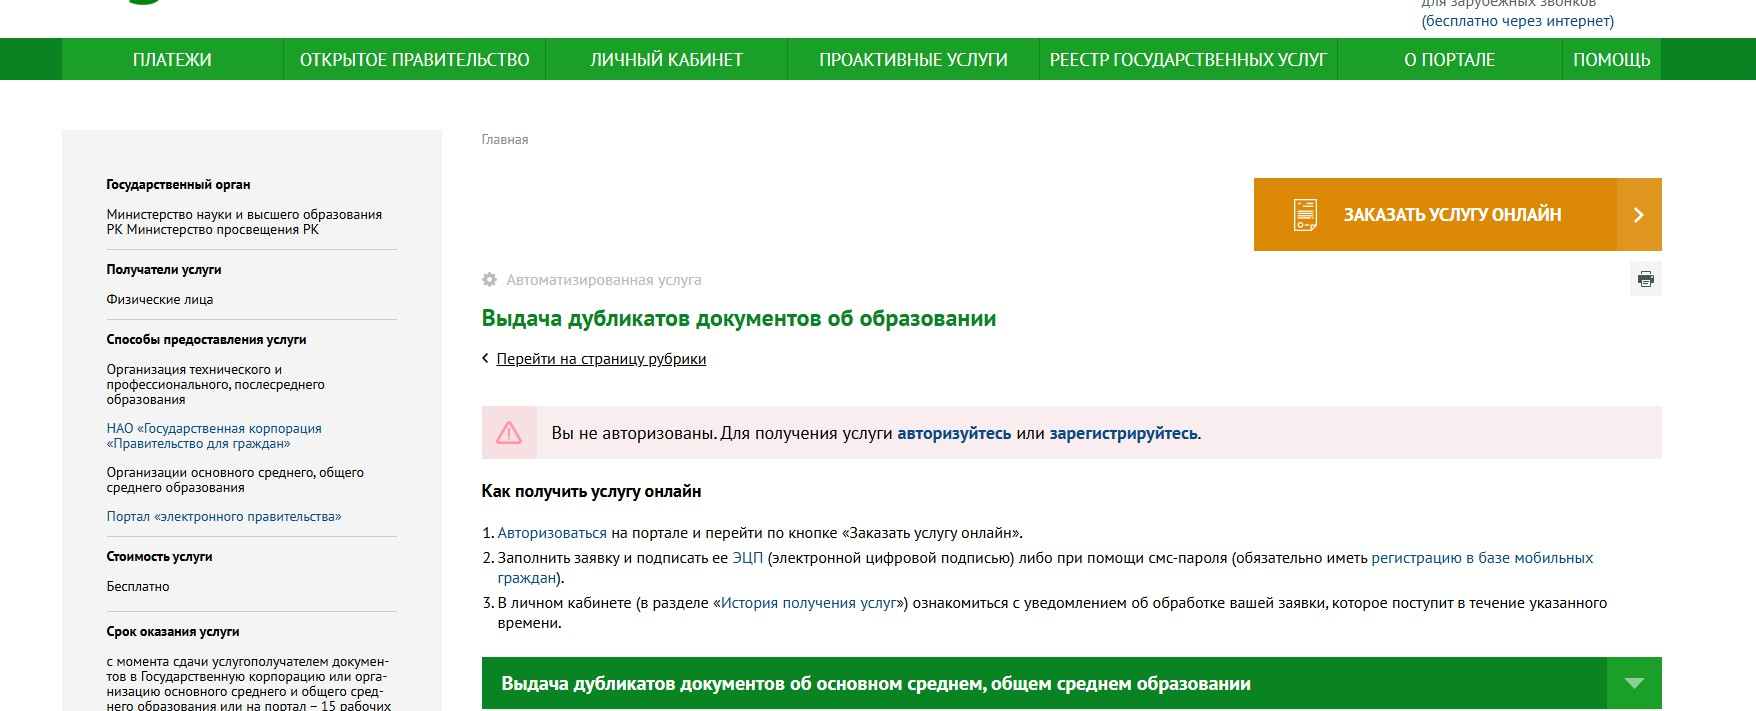 для зарубежных звонков
(бесплатно через интернет)
ПЛАТЕЖИ ОТКРЫТОЕ ПРАВИТЕЛЬСТВО ЛИЧНЫЙ КАБИНЕТ ПРОАКТИВНЫЕ УСЛУГИ РЕЕСТР ГОСУДАРСТВЕННЫХ УСЛУГ О ПОРТАЛЕ ПОМОЩЬ
Государственный орган
Министерство науки и высшего образования
РК Министерство просвещения РК
Получатели услуги
Физические лица
Способы предоставления услуги
Организация технического и
профессионального, послесреднего
образования
НАО «Государственная корпорация
«Правительство для граждан»
Организации основного среднего, общего
среднего образования
Портал «электронного правительства»
Стоимость услуги
Бесплатно
Срок оказания услуги
с момента сдачи услугополучателем докумен-
тов в Государственную корпорацию или орга-
низацию основного среднего и общего сред-
него образования или на портал – 15 рабочих
Главная
ЗАКАЗАТЬ УСЛУГУ ОНЛАЙН
Автоматизированная услуга
Выдача дубликатов документов об образовании
Перейти на страницу рубрики
Вы не авторизованы. Для получения услуги авторизуйтесь или зарегистрируйтесь.
Как получить услугу онлайн
1. Авторизоваться на портале и перейти по кнопке «Заказать услугу онлайн».
2. Заполнить заявку и подписать ее ЭЦП (электронной цифровой подписью) либо при помощи смс-пароля (обязательно иметь регистрацию в базе мобильных
граждан).
3. В личном кабинете (в разделе «История получения услуг») ознакомиться с уведомлением об обработке вашей заявки, которое поступит в течение указанного
времени.
Выдача дубликатов документов об основном среднем, общем среднем образовании